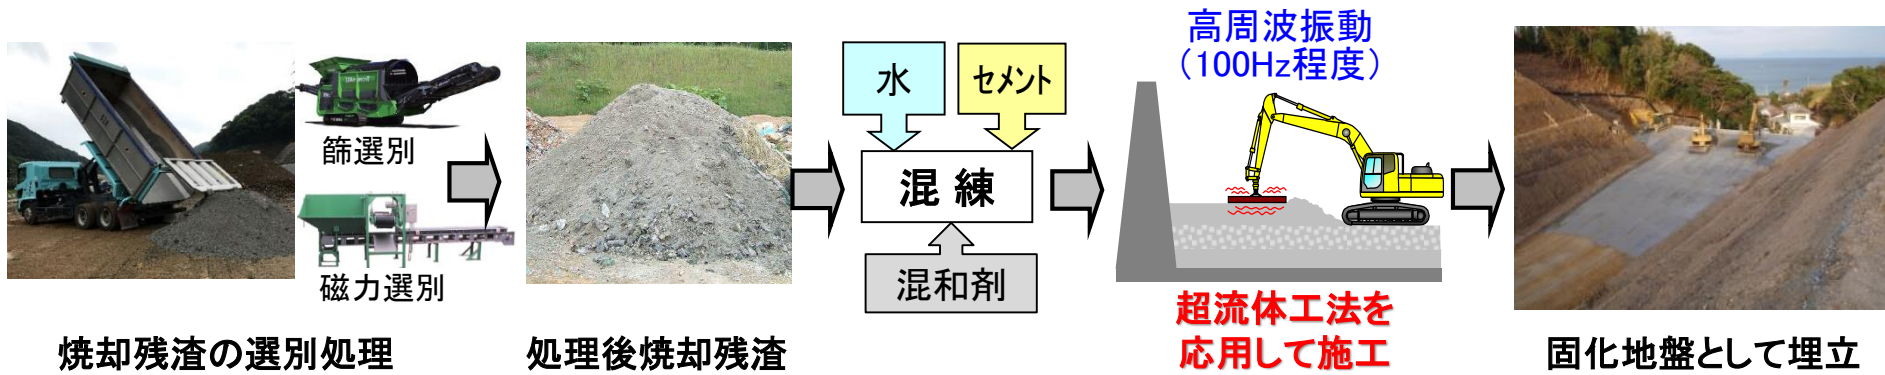 篩選別
磁力選別
焼却残渣の選別処理
処理後焼却残渣
水
セメント
混練
混和剤
高周波振動
（100Hz程度）
超流体工法を
応用して施工
固化地盤として埋立